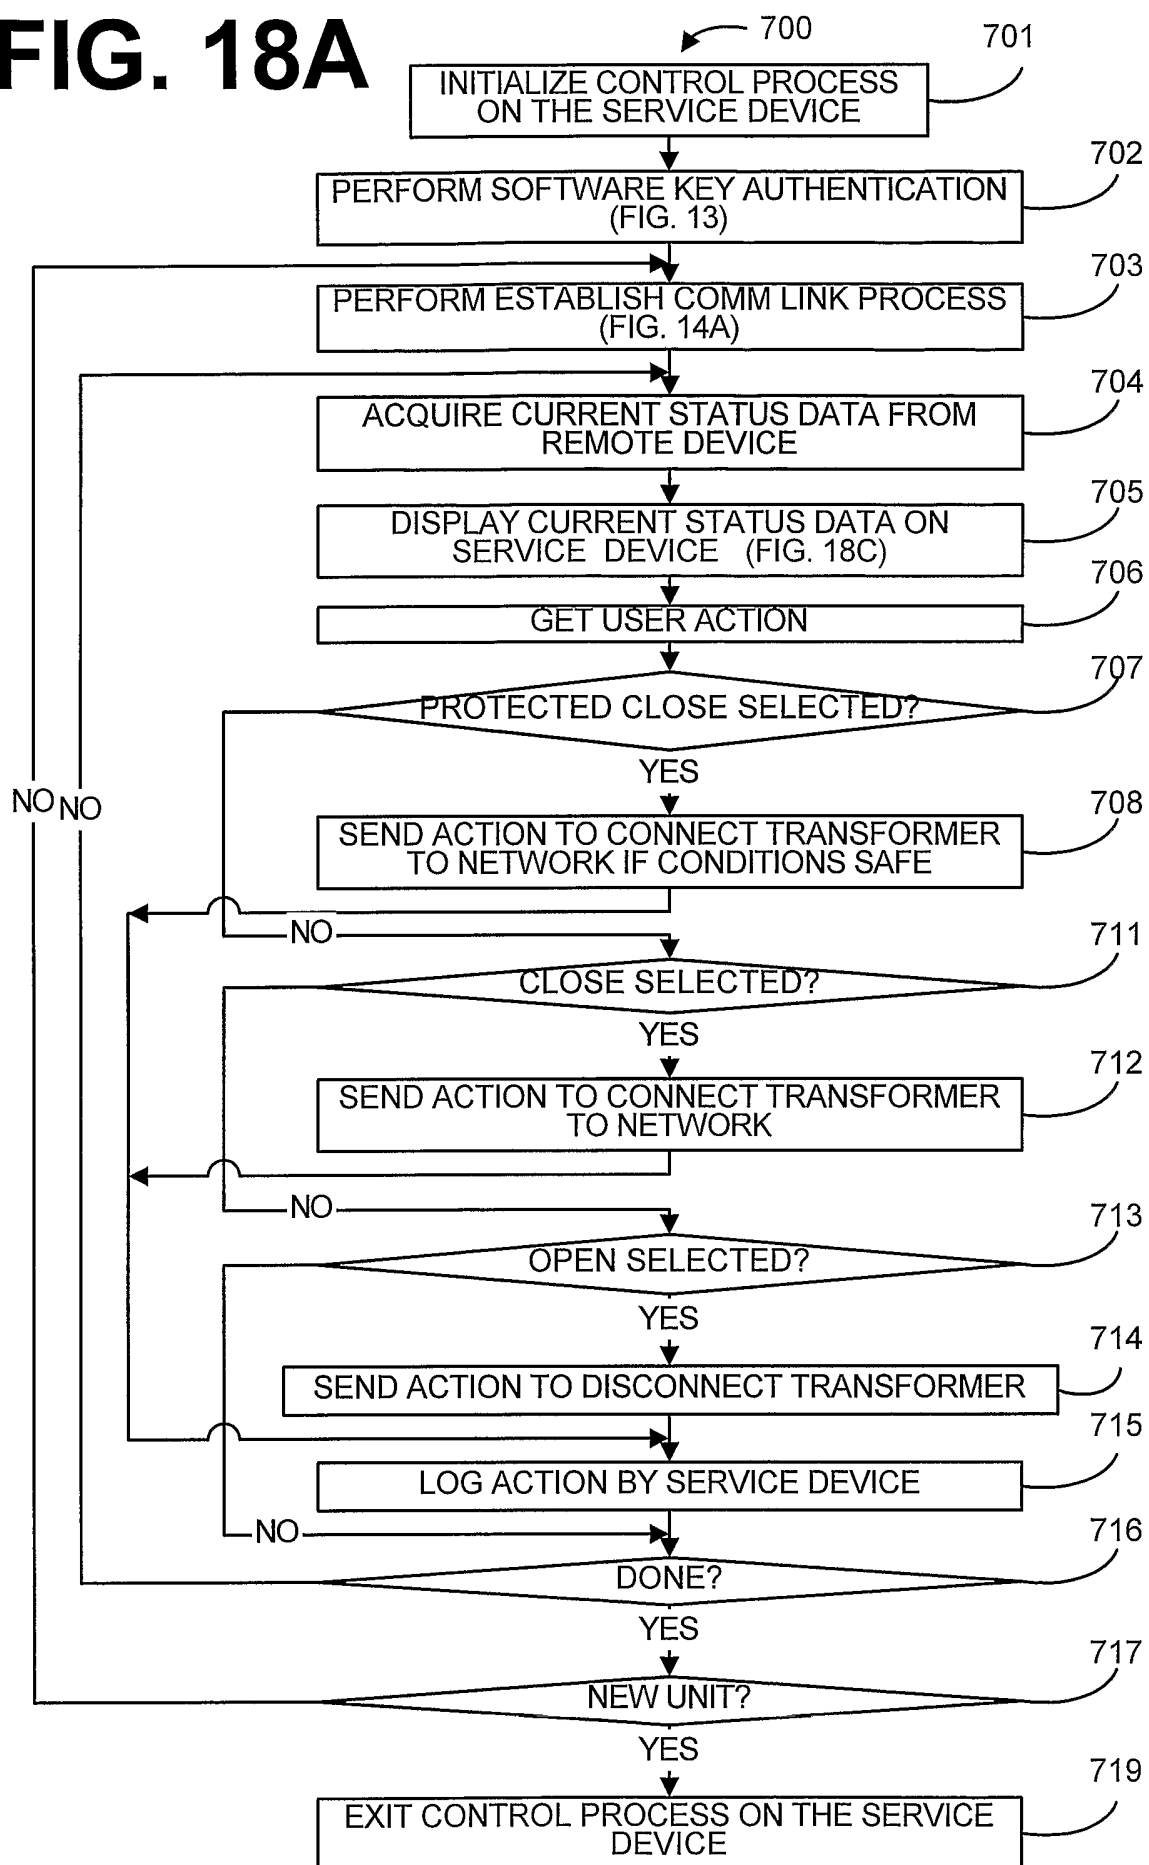 FIG. 18A
700
701
INITIALIZE CONTROL PROCESS
ON THE SERVICE DEVICE
702
PERFORM SOFTWARE KEY AUTHENTICATION
(FIG. 13)
703
PERFORM ESTABLISH COMM LINK PROCESS
(FIG. 14A)
704
ACQUIRE CURRENT STATUS DATA FROM
REMOTE DEVICE
705
DISPLAY CURRENT STATUS DATA ON
SERVICE DEVICE (FIG. 18C)
706
GET USER ACTION
707
PROTECTED CLOSE SELECTED?
YES
NO
NO
708
SEND ACTION TO CONNECT TRANSFORMER
TO NETWORK IF CONDITIONS SAFE
NO
711
CLOSE SELECTED?
YES
712
SEND ACTION TO CONNECT TRANSFORMER
TO NETWORK
NO
713
OPEN SELECTED?
YES
714
SEND ACTION TO DISCONNECT TRANSFORMER
715
LOG ACTION BY SERVICE DEVICE
NO
716
DONE?
YES
717
NEW UNIT?
YES
719
EXIT CONTROL PROCESS ON THE SERVICE
DEVICE